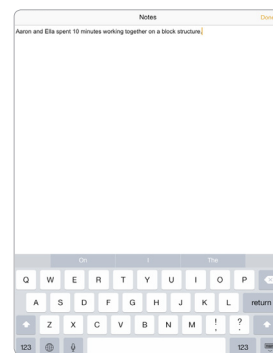 Notes
Done
Aaron and Ella spent 10 minutes working together on a block structure.
On
I
The
Q W E R T Y U I O P
A S D F G H J K L return
Z X C V B N M ! , ? .
123 123